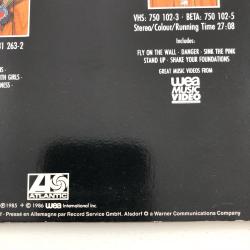 81 263-2
S
TH GIRLS ·
NESS ·
VHS: 750 102-3 · BETA: 750 102-5
Stereo/Colour/Running Time 27:08
Includes:
FLY ON THE WALL · DANGER · SINK THE PINK
STAND UP · SHAKE YOUR FOUNDATIONS
GREAT MUSIC VIDEOS FROM
wea
MUSIC
VIDEO
ATLANTIC
℗ 1985 + © 1986 wea International Inc.
f · Pressé en Allemagne par Record Service GmbH, Alsdorf · A Warner Communications Company